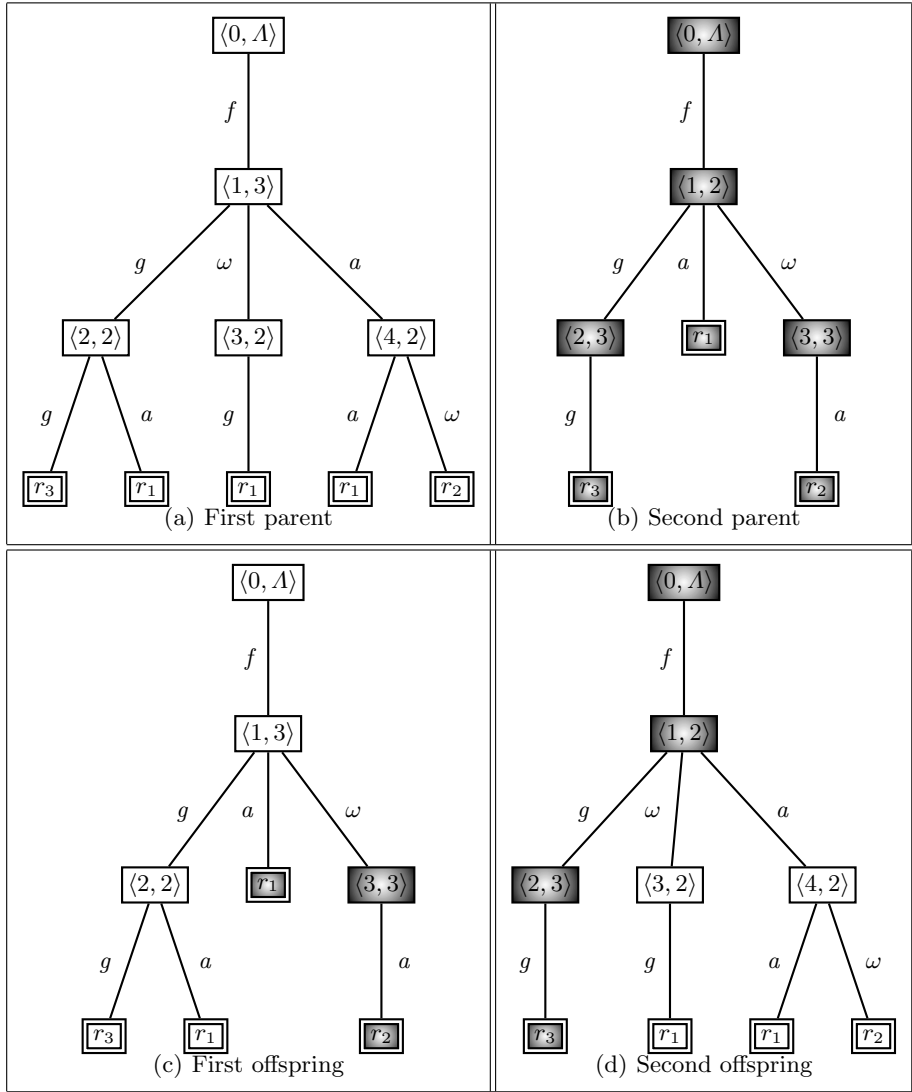 ⟨0, Λ⟩
f
⟨1, 3⟩
g ω a
⟨2, 2⟩ ⟨3, 2⟩ ⟨4, 2⟩
g a g a ω
r₃ r₁ r₁ r₁ r₂
(a) First parent
⟨0, Λ⟩
f
⟨1, 2⟩
g a ω
⟨2, 3⟩ r₁ ⟨3, 3⟩
g a
r₃ r₂
(b) Second parent
⟨0, Λ⟩
f
⟨1, 3⟩
g a ω
⟨2, 2⟩ r₁ ⟨3, 3⟩
g a a
r₃ r₁ r₂
(c) First offspring
⟨0, Λ⟩
f
⟨1, 2⟩
g ω a
⟨2, 3⟩ ⟨3, 2⟩ ⟨4, 2⟩
g g a ω
r₃ r₁ r₁ r₂
(d) Second offspring